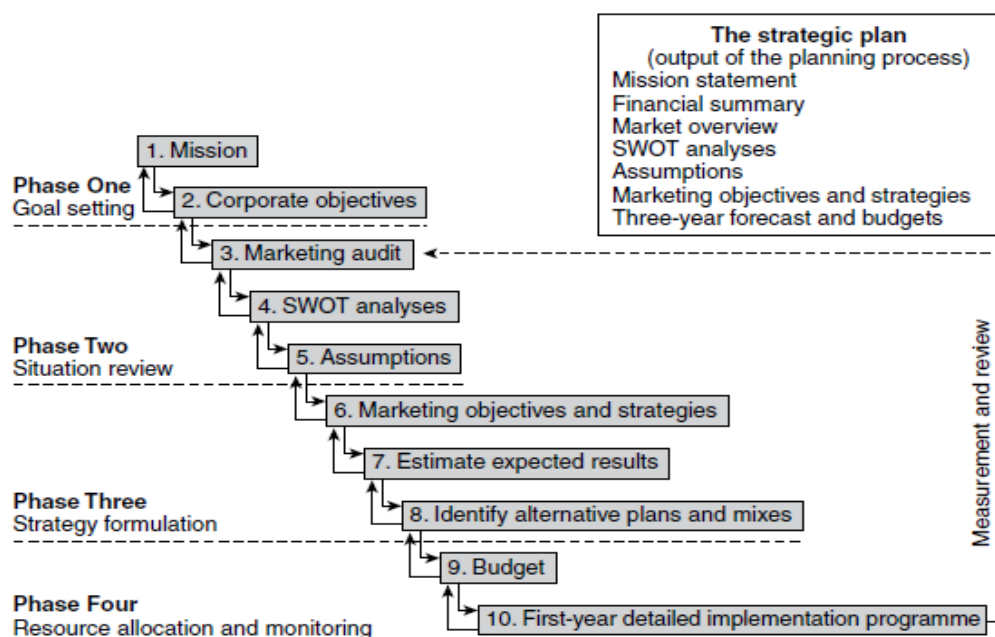 The strategic plan
(output of the planning process)
Mission statement
Financial summary
Market overview
SWOT analyses
Assumptions
Marketing objectives and strategies
Three-year forecast and budgets
1. Mission
Phase One
Goal setting
2. Corporate objectives
3. Marketing audit
4. SWOT analyses
Phase Two
Situation review
5. Assumptions
6. Marketing objectives and strategies
7. Estimate expected results
Phase Three
Strategy formulation
8. Identify alternative plans and mixes
Measurement and review
9. Budget
Phase Four
Resource allocation and monitoring
10. First-year detailed implementation programme